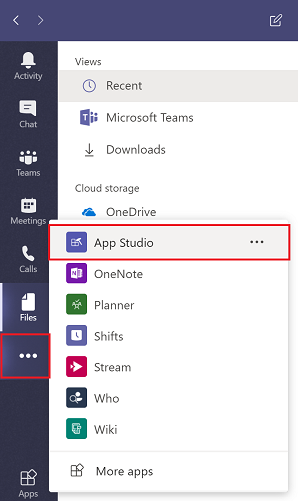 Activity
Chat
Teams
Meetings
Calls
Files
Apps
Views
Recent
Microsoft Teams
Downloads
Cloud storage
OneDrive
App Studio
OneNote
Planner
Shifts
Stream
Who
Wiki
More apps